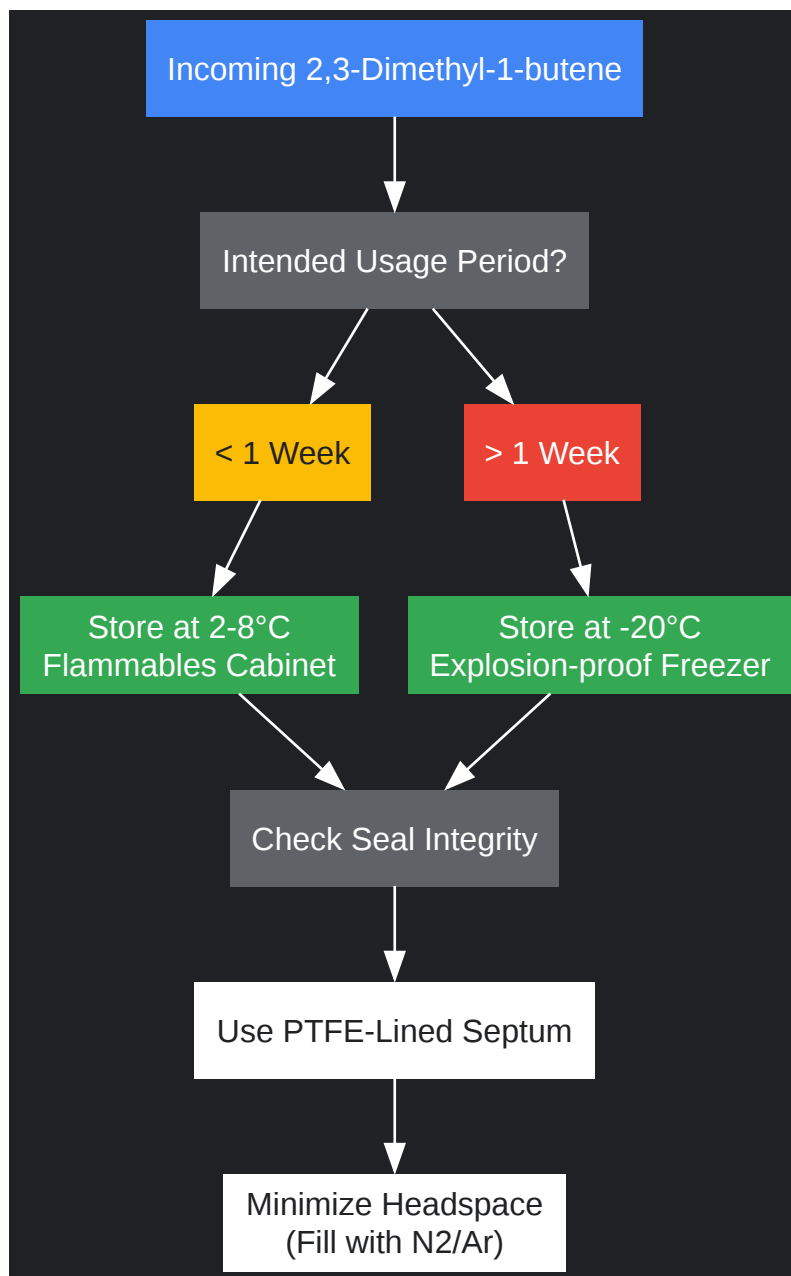 Incoming 2,3-Dimethyl-1-butene
Intended Usage Period?
< 1 Week
> 1 Week
Store at 2-8°C
Flammables Cabinet
Store at -20°C
Explosion-proof Freezer
Check Seal Integrity
Use PTFE-Lined Septum
Minimize Headspace
(Fill with N2/Ar)